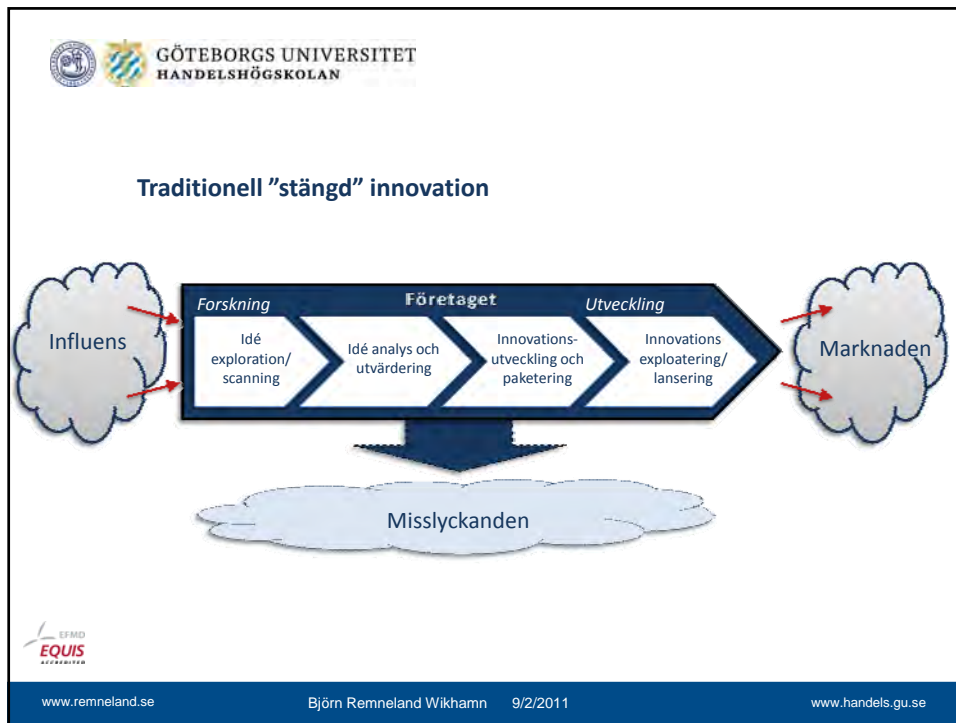 GÖTEBORGS UNIVERSITET
HANDELSHÖGSKOLAN
Traditionell ”stängd” innovation
Influens
Forskning
Företaget
Utveckling
Idé
exploration/
scanning
Idé analys och
utvärdering
Innovations-
utveckling och
paketering
Innovations
exploatering/
lansering
Marknaden
Misslyckanden
EFMD
EQUIS
ACCREDITED
www.remneland.se
Björn Remneland Wikhamn 9/2/2011
www.handels.gu.se